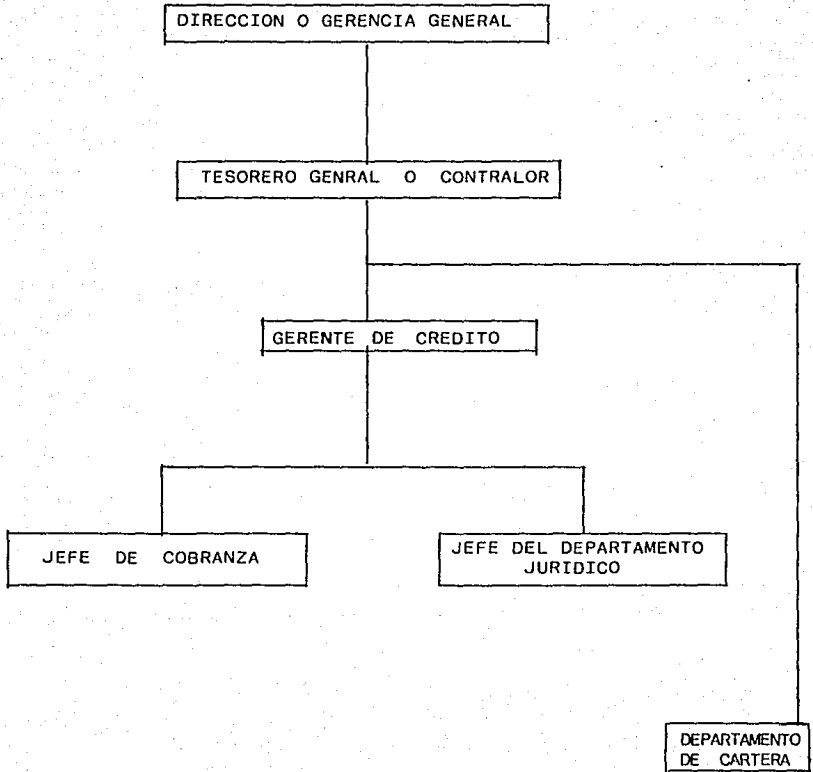 DIRECCION O GERENCIA GENERAL
TESORERO GENRAL O CONTRALOR
GERENTE DE CREDITO
JEFE DE COBRANZA
JEFE DEL DEPARTAMENTO
JURIDICO
DEPARTAMENTO
DE CARTERA